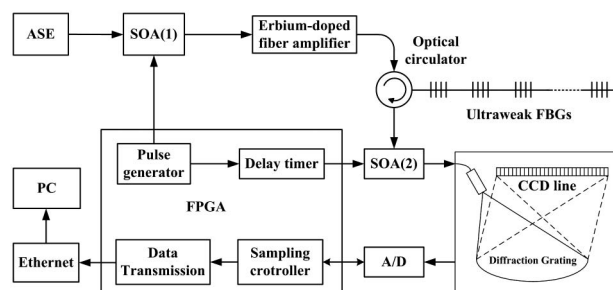 ASE
SOA(1)
Erbium-doped
fiber amplifier
Optical
circulator
Ultraweak FBGs
Pulse
generator
Delay timer
SOA(2)
FPGA
CCD line
Diffraction Grating
PC
Ethernet
Data
Transmission
Sampling
crotroller
A/D